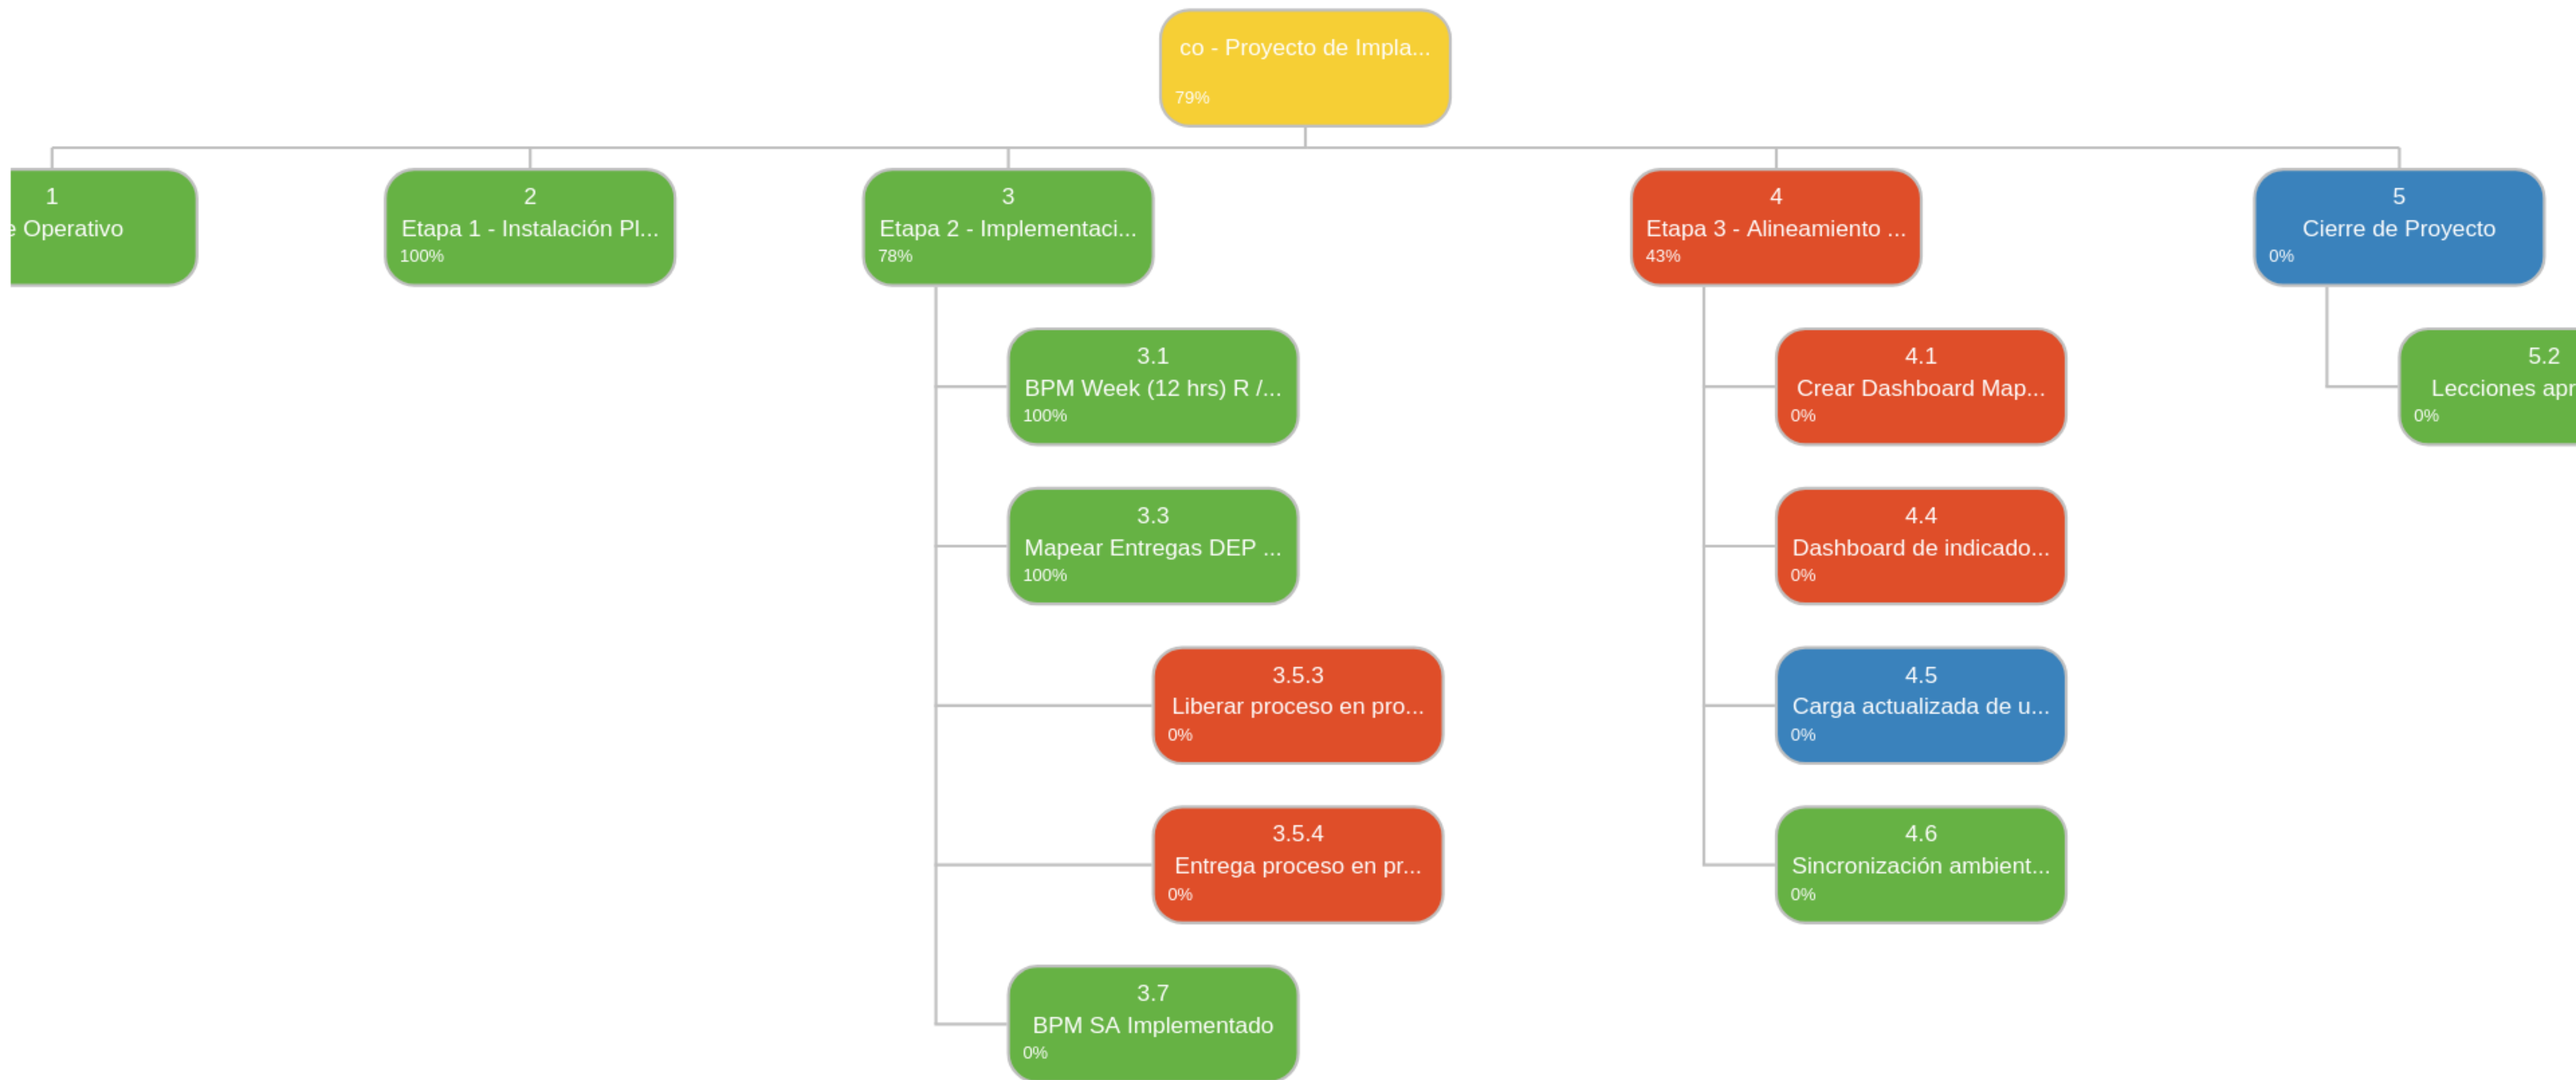 co - Proyecto de Impla...
79%
1
Operativo
2
Etapa 1 - Instalación Pl...
100%
3
Etapa 2 - Implementaci...
78%
4
Etapa 3 - Alineamiento ...
43%
5
Cierre de Proyecto
0%
3.1
BPM Week (12 hrs) R /...
100%
4.1
Crear Dashboard Map...
0%
5.2
Lecciones apr
0%
3.3
Mapear Entregas DEP ...
100%
4.4
Dashboard de indicado...
0%
3.5.3
Liberar proceso en pro...
0%
4.5
Carga actualizada de u...
0%
3.5.4
Entrega proceso en pr...
0%
4.6
Sincronización ambient...
0%
3.7
BPM SA Implementado
0%